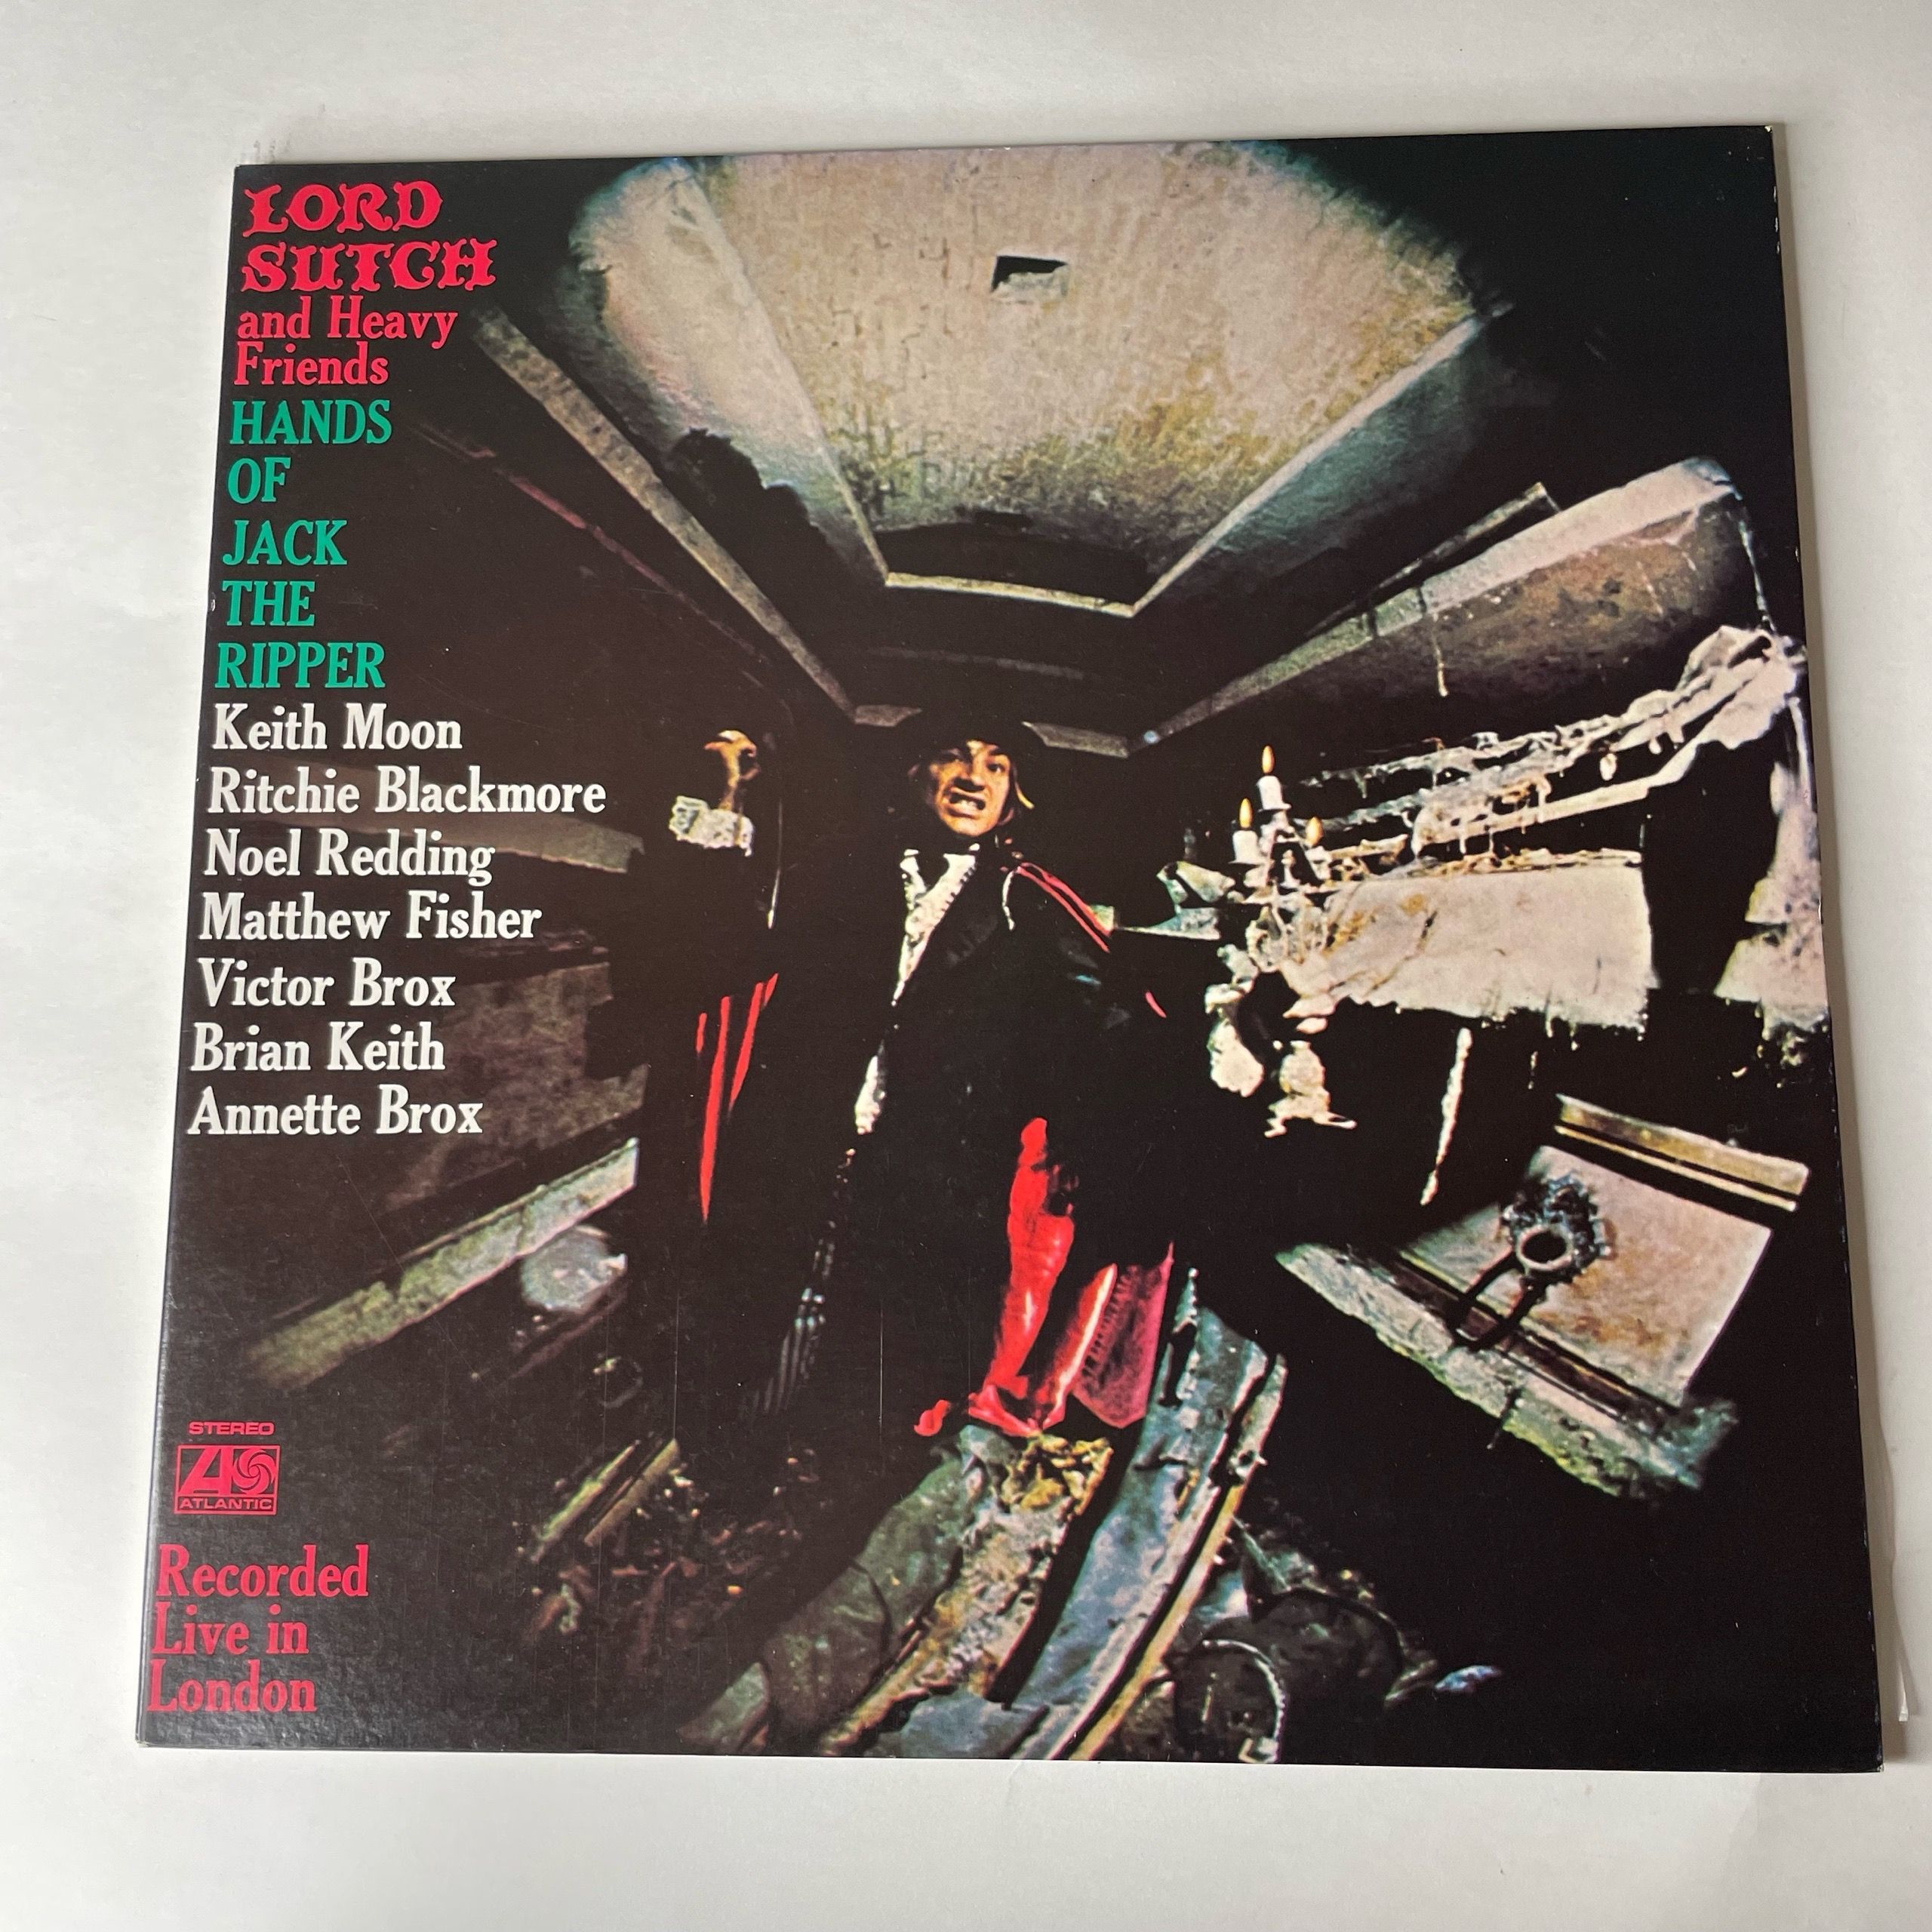 LORD
SUTCH
and Heavy
Friends
HANDS
OF
JACK
THE
RIPPER
Keith Moon
Ritchie Blackmore
Noel Redding
Matthew Fisher
Victor Brox
Brian Keith
Annette Brox
STEREO
ATLANTIC
Recorded
Live in
London